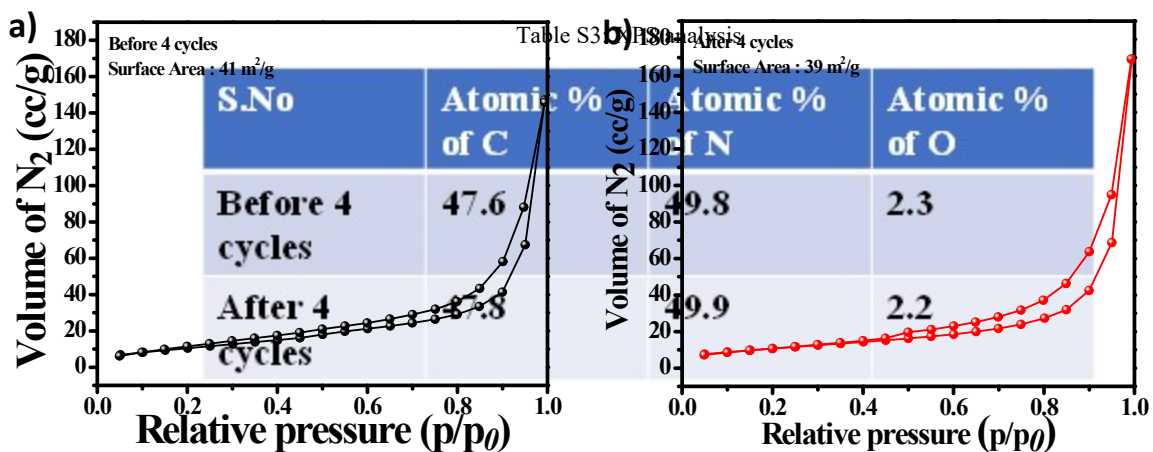 Table S3: XPS analysis
a)
Before 4 cycles
Surface Area : 41 m²/g
Volume of N₂ (cc/g)
180
160
140
120
100
80
60
40
20
0
0.0 0.2 0.4 0.6 0.8 1.0
Relative pressure (p/p₀)
b)
After 4 cycles
Surface Area : 39 m²/g
Volume of N₂ (cc/g)
180
160
140
120
100
80
60
40
20
0
0.0 0.2 0.4 0.6 0.8 1.0
Relative pressure (p/p₀)
S.No Atomic % Atomic % Atomic %
of C of N of O
Before 4 47.6 49.8 2.3
cycles
After 4 47.8 49.9 2.2
cycles